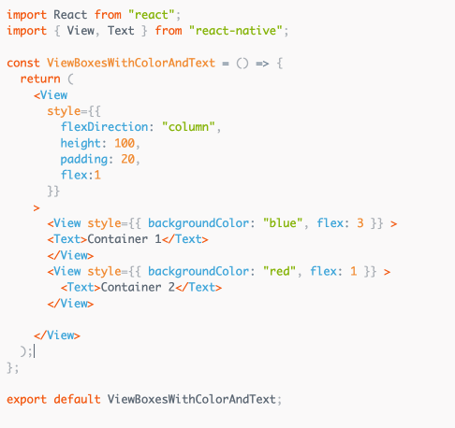 import React from "react";
import { View, Text } from "react-native";

const ViewBoxesWithColorAndText = () => {
  return (
    <View
      style={{
        flexDirection: "column",
        height: 100,
        padding: 20,
        flex:1
      }}
    >
      <View style={{ backgroundColor: "blue", flex: 3 }} >
      <Text>Container 1</Text>
      </View>
      <View style={{ backgroundColor: "red", flex: 1 }} >
        <Text>Container 2</Text>
      </View>

    </View>
  );
};

export default ViewBoxesWithColorAndText;